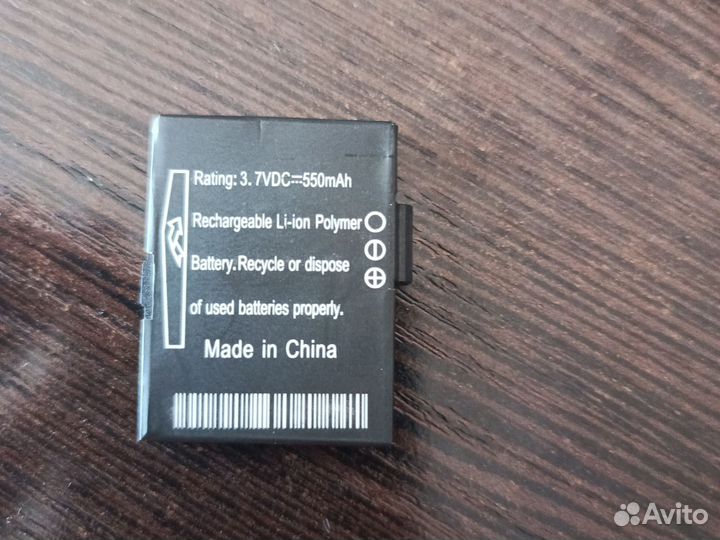 Rating: 3.7VDC⎓550mAh
Rechargeable Li-ion Polymer
Battery.Recycle or dispose
of used batteries properly.
Made in China
Avito